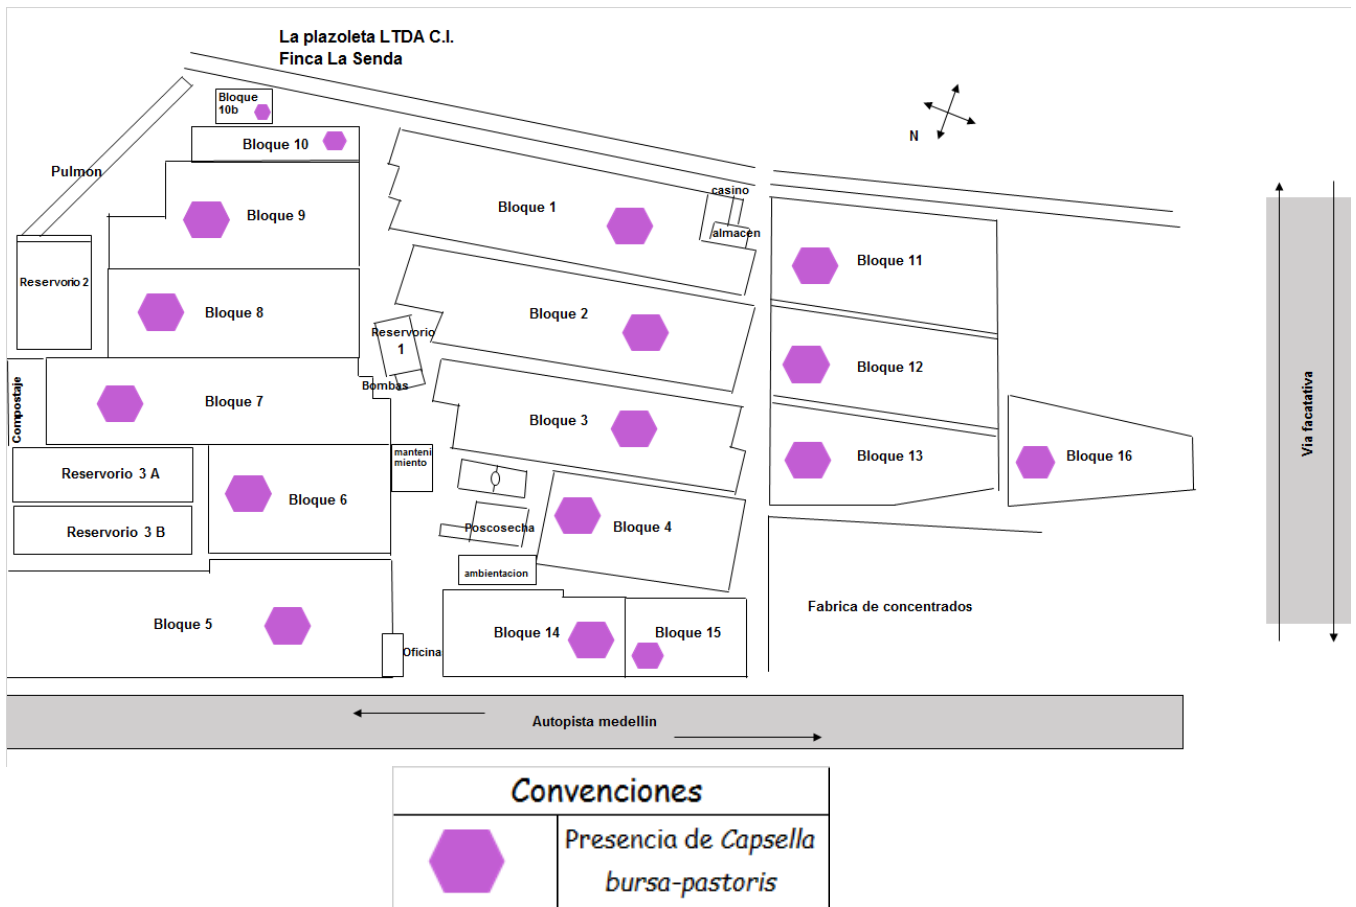 La plazoleta LTDA C.I.
Finca La Senda
Bloque
10b
Bloque 10
N
Pulmon
casino
Bloque 9
Bloque 1
almacen
Bloque 11
Reservorio 2
Bloque 8
Bloque 2
Reservorio
1
Bloque 12
Bombas
Compostaje
Bloque 7
Bloque 3
Via facatativa
manteni
miento
Bloque 13
Bloque 16
Reservorio 3 A
Bloque 6
Reservorio 3 B
Poscosecha
Bloque 4
ambientacion
Fabrica de concentrados
Bloque 5
Bloque 14
Bloque 15
Oficina
Autopista medellin
Convenciones
Presencia de Capsella
bursa-pastoris